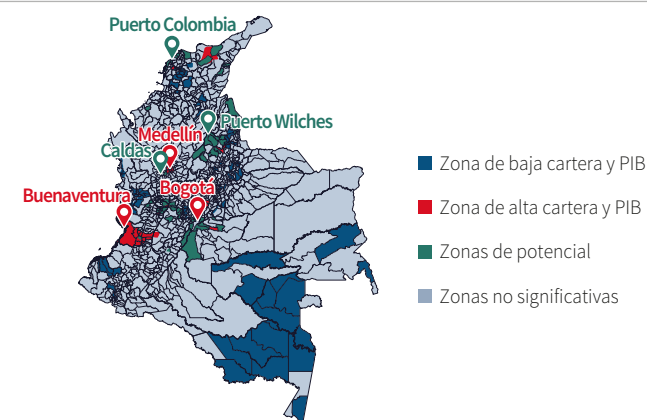 Puerto Colombia
Puerto Wilches
Medellín
Caldas
Bogotá
Buenaventura
Zona de baja cartera y PIB
Zona de alta cartera y PIB
Zonas de potencial
Zonas no significativas